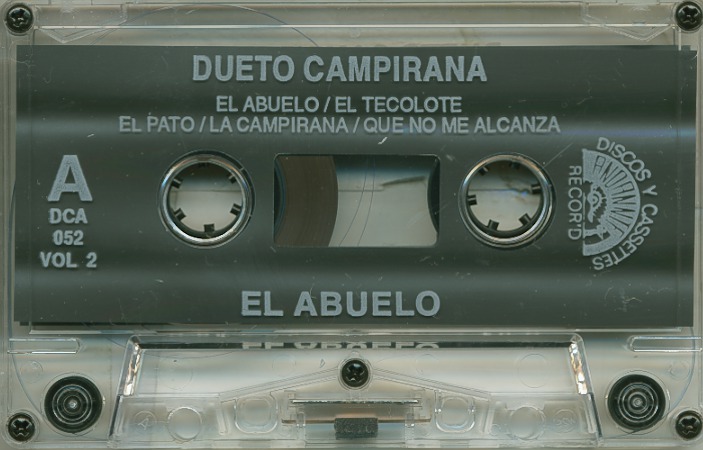 DUETO CAMPIRANA
EL ABUELO / EL TECOLOTE
EL PATO / LA CAMPIRANA / QUE NO ME ALCANZA
A
DCA
052
VOL 2
DISCOS Y CASSETTES
RECOR'D
EL ABUELO